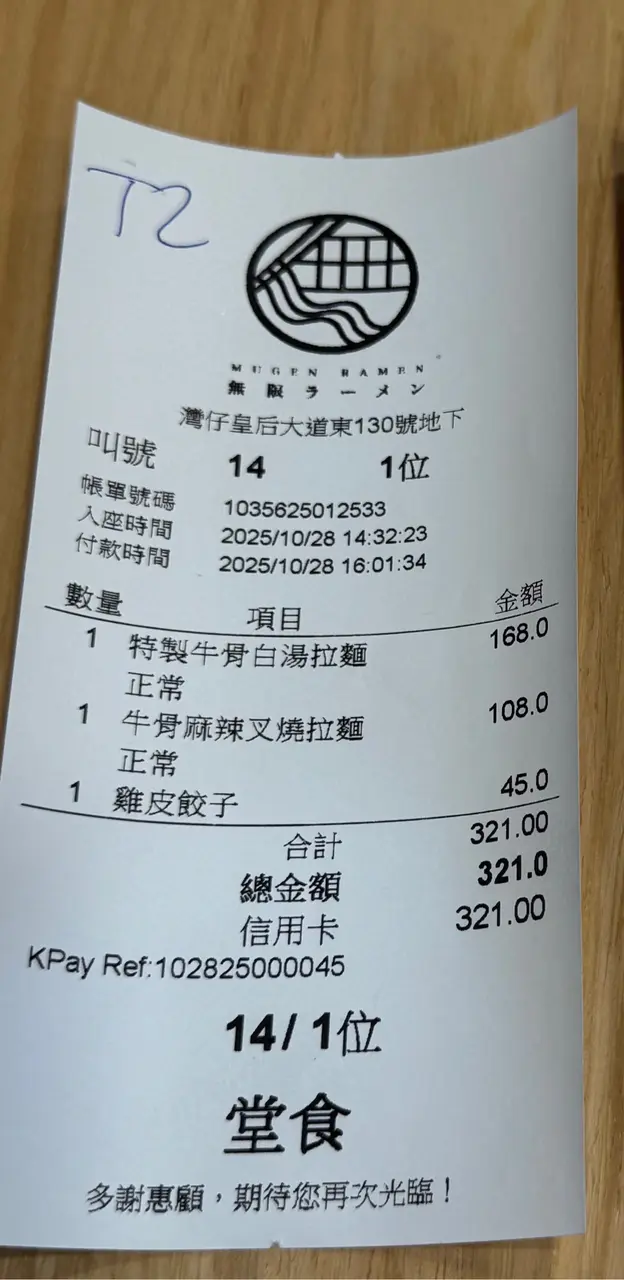 T2
MUGEN RAMEN
無限ラーメン
灣仔皇后大道東130號地下
叫號 14 1位
帳單號碼 1035625012533
入座時間 2025/10/28 14:32:23
付款時間 2025/10/28 16:01:34
數量 項目 金額
1 特製牛骨白湯拉麵 168.0
正常
1 牛骨麻辣叉燒拉麵 108.0
正常
1 雞皮餃子 45.0
合計 321.00
總金額 321.0
信用卡 321.00
KPay Ref:102825000045
14/ 1位
堂食
多謝惠顧，期待您再次光臨！